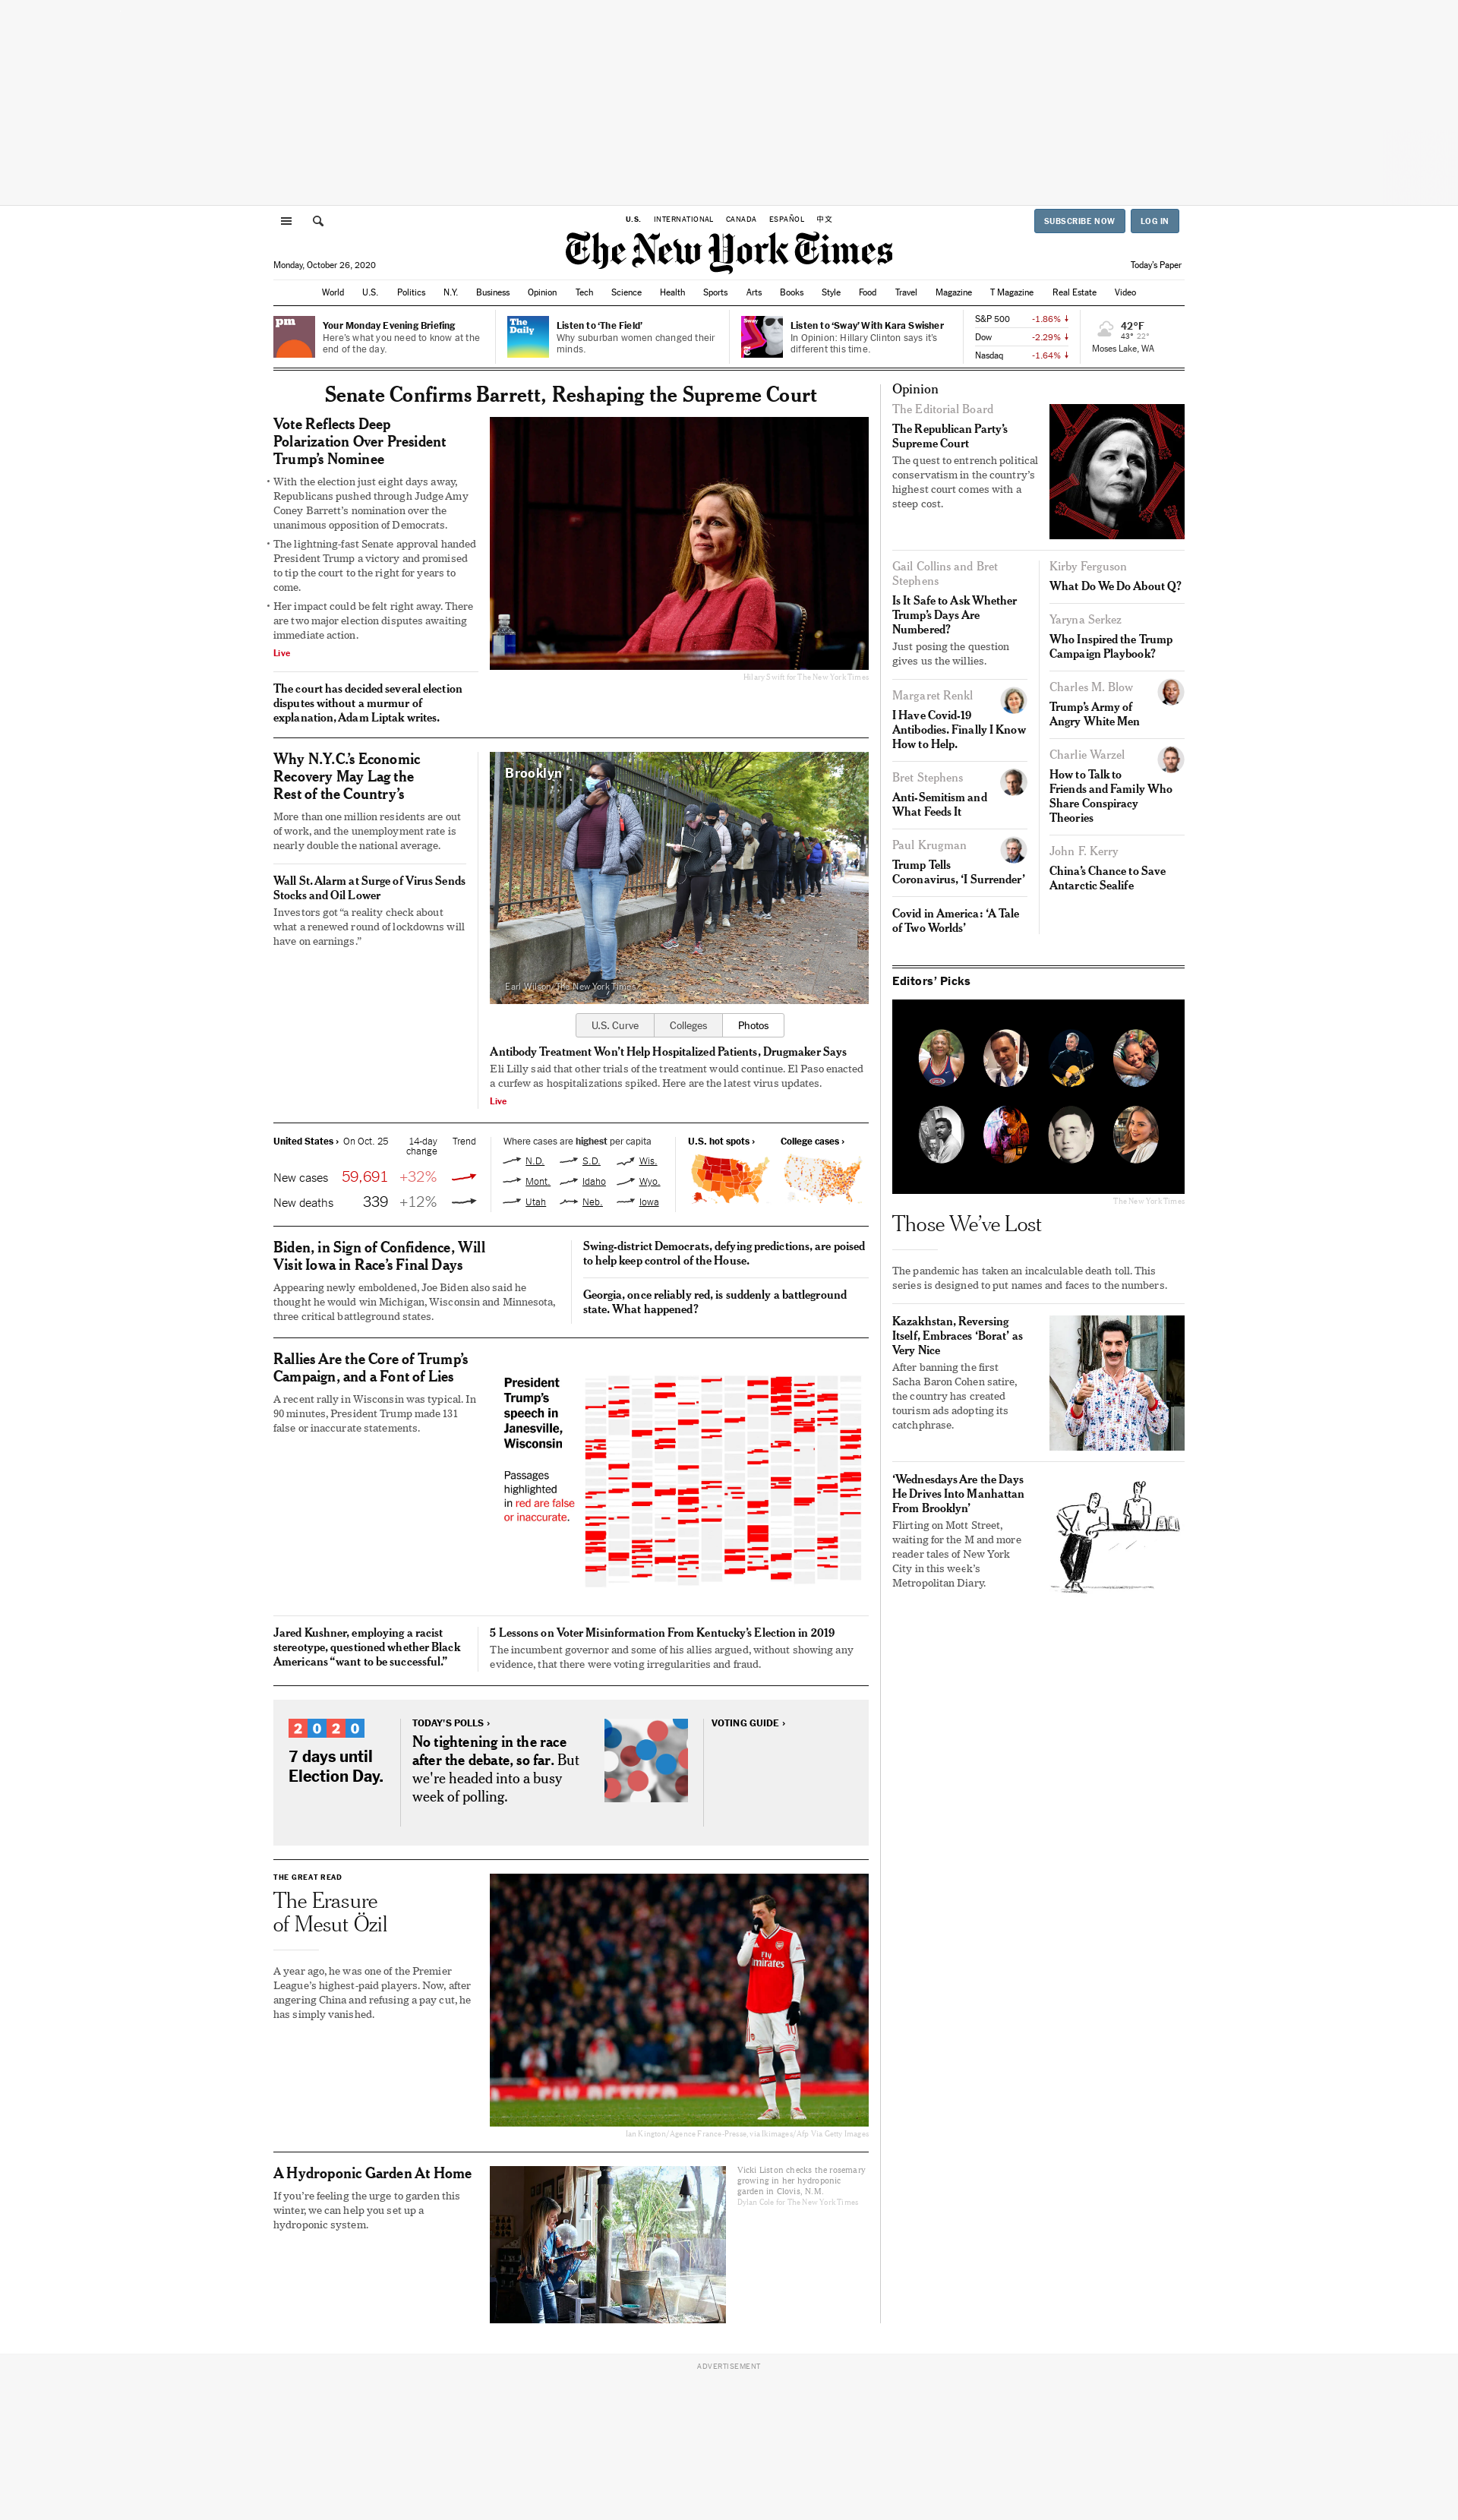 U.S. INTERNATIONAL CANADA ESPAÑOL 中文
SUBSCRIBE NOW
LOG IN
The New York Times
Monday, October 26, 2020
Today's Paper
World U.S. Politics N.Y. Business Opinion Tech Science Health Sports Arts Books Style Food Travel Magazine T Magazine Real Estate Video
pm
Your Monday Evening Briefing
Here's what you need to know at the
end of the day.
The
Daily
Listen to 'The Field'
Why suburban women changed their
minds.
Sway
Listen to 'Sway' With Kara Swisher
In Opinion: Hillary Clinton says it's
different this time.
S&P 500 -1.86%
Dow -2.29%
Nasdaq -1.64%
42°F
43° 22°
Moses Lake, WA
Senate Confirms Barrett, Reshaping the Supreme Court
Vote Reflects Deep
Polarization Over President
Trump's Nominee
• With the election just eight days away,
Republicans pushed through Judge Amy
Coney Barrett's nomination over the
unanimous opposition of Democrats.
• The lightning-fast Senate approval handed
President Trump a victory and promised
to tip the court to the right for years to
come.
• Her impact could be felt right away. There
are two major election disputes awaiting
immediate action.
Live
Hilary Swift for The New York Times
The court has decided several election
disputes without a murmur of
explanation, Adam Liptak writes.
Why N.Y.C.'s Economic
Recovery May Lag the
Rest of the Country's
More than one million residents are out
of work, and the unemployment rate is
nearly double the national average.
Wall St. Alarm at Surge of Virus Sends
Stocks and Oil Lower
Investors got “a reality check about
what a renewed round of lockdowns will
have on earnings.”
Brooklyn
Earl Wilson/The New York Times
U.S. Curve Colleges Photos
Antibody Treatment Won't Help Hospitalized Patients, Drugmaker Says
Eli Lilly said that other trials of the treatment would continue. El Paso enacted
a curfew as hospitalizations spiked. Here are the latest virus updates.
Live
United States › On Oct. 25 14-day
change Trend
New cases 59,691 +32%
New deaths 339 +12%
Where cases are highest per capita
N.D. S.D. Wis.
Mont. Idaho Wyo.
Utah Neb. Iowa
U.S. hot spots ›
College cases ›
Biden, in Sign of Confidence, Will
Visit Iowa in Race's Final Days
Appearing newly emboldened, Joe Biden also said he
thought he would win Michigan, Wisconsin and Minnesota,
three critical battleground states.
Swing-district Democrats, defying predictions, are poised
to help keep control of the House.
Georgia, once reliably red, is suddenly a battleground
state. What happened?
Rallies Are the Core of Trump's
Campaign, and a Font of Lies
A recent rally in Wisconsin was typical. In
90 minutes, President Trump made 131
false or inaccurate statements.
President
Trump's
speech in
Janesville,
Wisconsin
Passages
highlighted
in red are false
or inaccurate.
Jared Kushner, employing a racist
stereotype, questioned whether Black
Americans “want to be successful.”
5 Lessons on Voter Misinformation From Kentucky's Election in 2019
The incumbent governor and some of his allies argued, without showing any
evidence, that there were voting irregularities and fraud.
2020
7 days until
Election Day.
TODAY'S POLLS ›
No tightening in the race
after the debate, so far. But
we're headed into a busy
week of polling.
VOTING GUIDE ›
THE GREAT READ
The Erasure
of Mesut Özil
A year ago, he was one of the Premier
League's highest-paid players. Now, after
angering China and refusing a pay cut, he
has simply vanished.
Fly
Emirates
10
Ian Kington/Agence France-Presse, via Ikimages/Afp Via Getty Images
A Hydroponic Garden At Home
If you're feeling the urge to garden this
winter, we can help you set up a
hydroponic system.
Vicki Liston checks the rosemary
growing in her hydroponic
garden in Clovis, N.M.
Dylan Cole for The New York Times
Opinion
The Editorial Board
The Republican Party's
Supreme Court
The quest to entrench political
conservatism in the country's
highest court comes with a
steep cost.
Gail Collins and Bret
Stephens
Is It Safe to Ask Whether
Trump's Days Are
Numbered?
Just posing the question
gives us the willies.
Margaret Renkl
I Have Covid-19
Antibodies. Finally I Know
How to Help.
Bret Stephens
Anti-Semitism and
What Feeds It
Paul Krugman
Trump Tells
Coronavirus, ‘I Surrender’
Covid in America: ‘A Tale
of Two Worlds’
Kirby Ferguson
What Do We Do About Q?
Yaryna Serkez
Who Inspired the Trump
Campaign Playbook?
Charles M. Blow
Trump's Army of
Angry White Men
Charlie Warzel
How to Talk to
Friends and Family Who
Share Conspiracy
Theories
John F. Kerry
China's Chance to Save
Antarctic Sealife
Editors' Picks
The New York Times
Those We've Lost
The pandemic has taken an incalculable death toll. This
series is designed to put names and faces to the numbers.
Kazakhstan, Reversing
Itself, Embraces ‘Borat’ as
Very Nice
After banning the first
Sacha Baron Cohen satire,
the country has created
tourism ads adopting its
catchphrase.
‘Wednesdays Are the Days
He Drives Into Manhattan
From Brooklyn’
Flirting on Mott Street,
waiting for the M and more
reader tales of New York
City in this week's
Metropolitan Diary.
ADVERTISEMENT